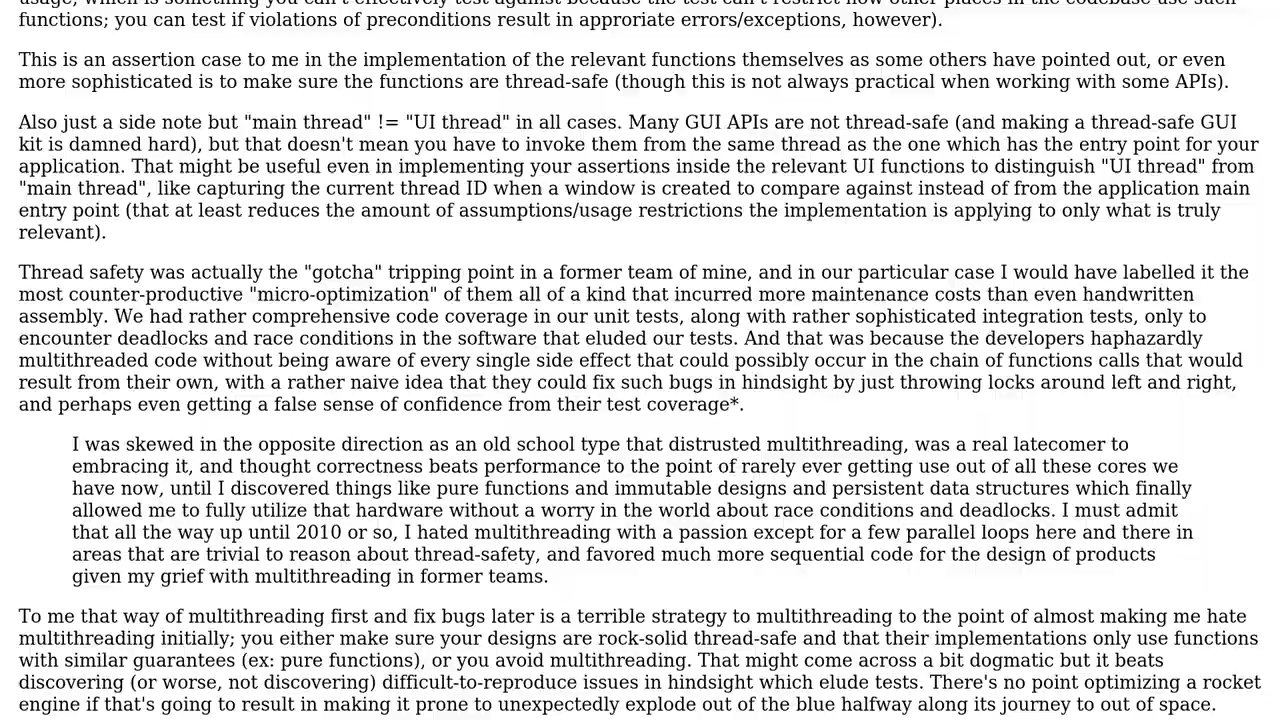 usage, which is something you can't effectively test against because the test can't restrict how other places in the codebase use such
functions; you can test if violations of preconditions result in approriate errors/exceptions, however).
This is an assertion case to me in the implementation of the relevant functions themselves as some others have pointed out, or even
more sophisticated is to make sure the functions are thread-safe (though this is not always practical when working with some APIs).
Also just a side note but "main thread" != "UI thread" in all cases. Many GUI APIs are not thread-safe (and making a thread-safe GUI
kit is damned hard), but that doesn't mean you have to invoke them from the same thread as the one which has the entry point for your
application. That might be useful even in implementing your assertions inside the relevant UI functions to distinguish "UI thread" from
"main thread", like capturing the current thread ID when a window is created to compare against instead of from the application main
entry point (that at least reduces the amount of assumptions/usage restrictions the implementation is applying to only what is truly
relevant).
Thread safety was actually the "gotcha" tripping point in a former team of mine, and in our particular case I would have labelled it the
most counter-productive "micro-optimization" of them all of a kind that incurred more maintenance costs than even handwritten
assembly. We had rather comprehensive code coverage in our unit tests, along with rather sophisticated integration tests, only to
encounter deadlocks and race conditions in the software that eluded our tests. And that was because the developers haphazardly
multithreaded code without being aware of every single side effect that could possibly occur in the chain of functions calls that would
result from their own, with a rather naive idea that they could fix such bugs in hindsight by just throwing locks around left and right,
and perhaps even getting a false sense of confidence from their test coverage*.
I was skewed in the opposite direction as an old school type that distrusted multithreading, was a real latecomer to
embracing it, and thought correctness beats performance to the point of rarely ever getting use out of all these cores we
have now, until I discovered things like pure functions and immutable designs and persistent data structures which finally
allowed me to fully utilize that hardware without a worry in the world about race conditions and deadlocks. I must admit
that all the way up until 2010 or so, I hated multithreading with a passion except for a few parallel loops here and there in
areas that are trivial to reason about thread-safety, and favored much more sequential code for the design of products
given my grief with multithreading in former teams.
To me that way of multithreading first and fix bugs later is a terrible strategy to multithreading to the point of almost making me hate
multithreading initially; you either make sure your designs are rock-solid thread-safe and that their implementations only use functions
with similar guarantees (ex: pure functions), or you avoid multithreading. That might come across a bit dogmatic but it beats
discovering (or worse, not discovering) difficult-to-reproduce issues in hindsight which elude tests. There's no point optimizing a rocket
engine if that's going to result in making it prone to unexpectedly explode out of the blue halfway along its journey to out of space.